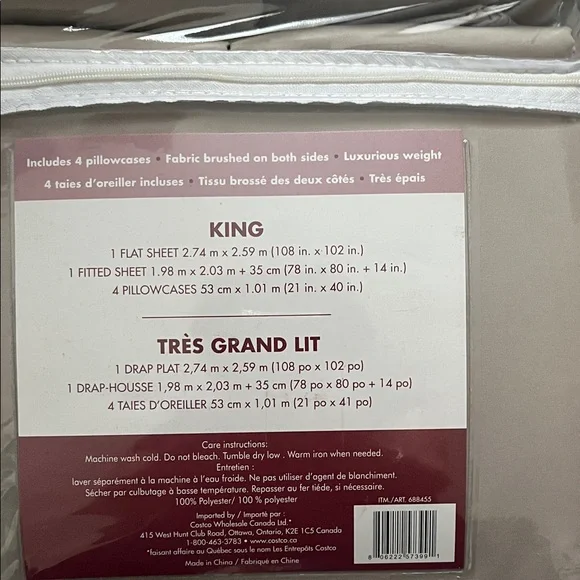 Includes 4 pillowcases • Fabric brushed on both sides • Luxurious weight
4 taies d'oreiller incluses • Tissu brossé des deux côtés • Très épais
KING
1 FLAT SHEET 2.74 m x 2.59 m (108 in. x 102 in.)
1 FITTED SHEET 1.98 m x 2.03 m + 35 cm (78 in. x 80 in. + 14 in.)
4 PILLOWCASES 53 cm x 1.01 m (21 in. x 40 in.)
TRÈS GRAND LIT
1 DRAP PLAT 2,74 m x 2,59 m (108 po x 102 po)
1 DRAP-HOUSSE 1,98 m x 2,03 m + 35 cm (78 po x 80 po + 14 po)
4 TAIES D'OREILLER 53 cm x 1,01 m (21 po x 41 po)
Care instructions:
Machine wash cold. Do not bleach. Tumble dry low . Warm iron when needed.
Entretien :
laver séparément à la machine à l'eau froide. Ne pas utiliser d'agent de blanchiment.
Sécher par culbutage à basse température. Repasser au fer tiède, si nécessaire.
100% Polyester/ 100 % polyester
ITM./ART. 688455
Imported by / Importé par :
Costco Wholesale Canada Ltd.*
415 West Hunt Club Road, Ottawa, Ontario, K2E 1C5 Canada
1-800-463-3783 • www.costco.ca
*faisant affaire au Québec sous le nom Les Entrepôts Costco
Made in China / Fabriqué en Chine
8 06222 57399 1